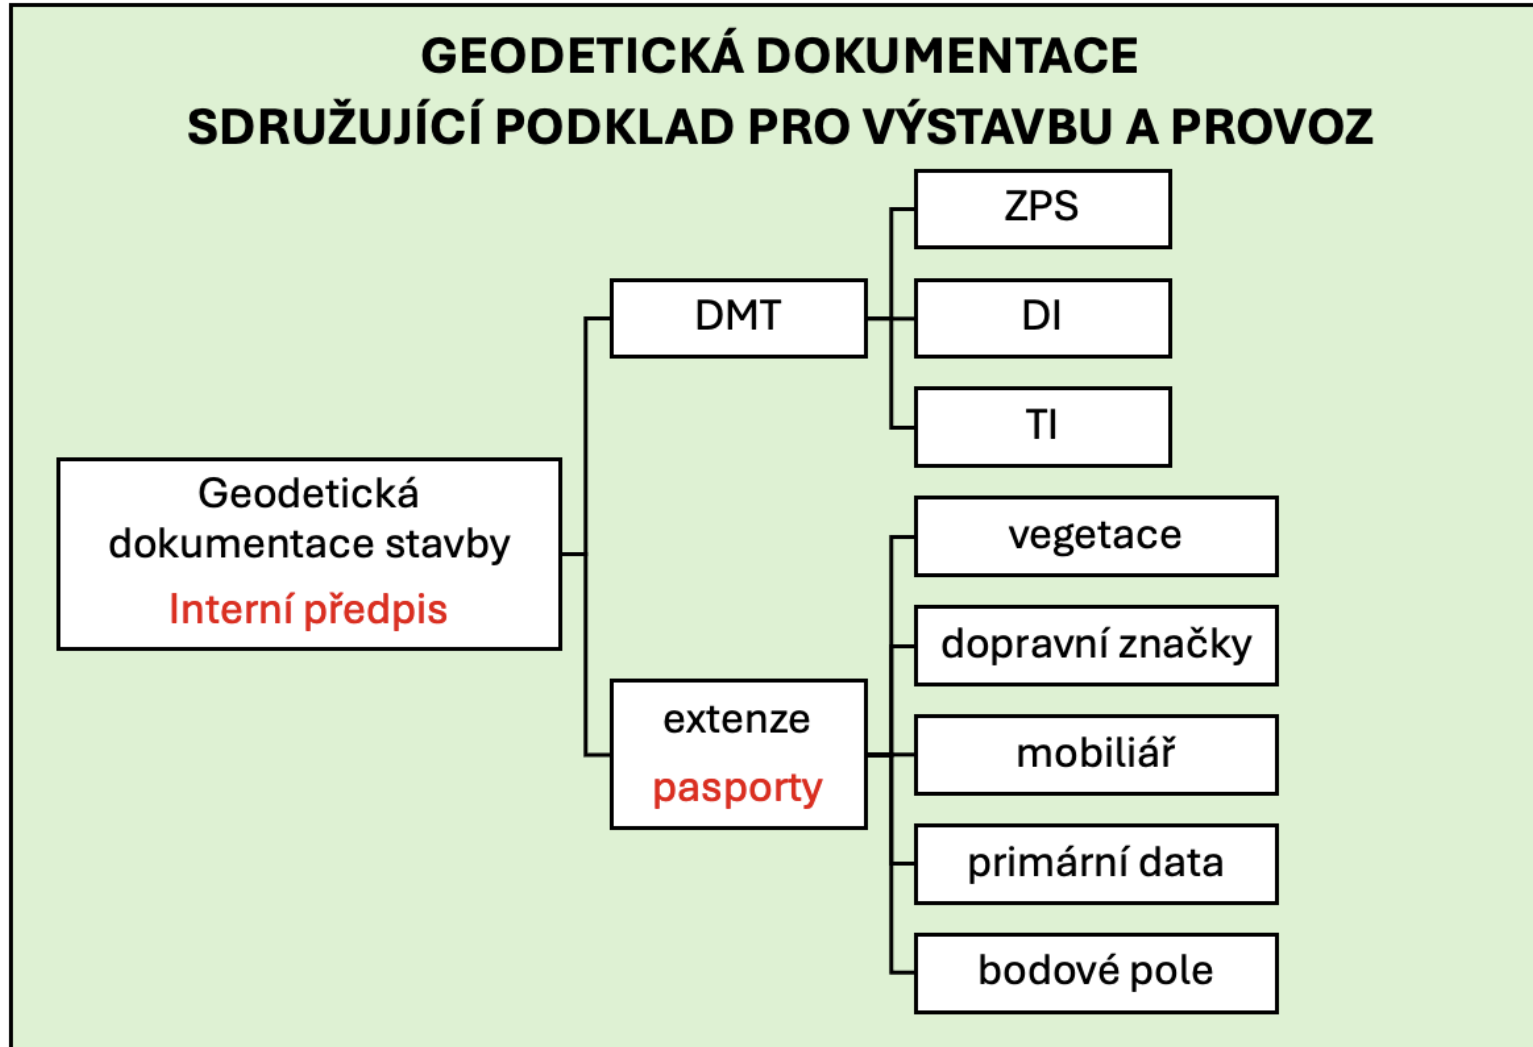 GEODETICKÁ DOKUMENTACE
SDRUŽUJÍCÍ PODKLAD PRO VÝSTAVBU A PROVOZ
Geodetická
dokumentace stavby
Interní předpis
DMT
ZPS
DI
TI
extenze
pasporty
vegetace
dopravní značky
mobiliář
primární data
bodové pole